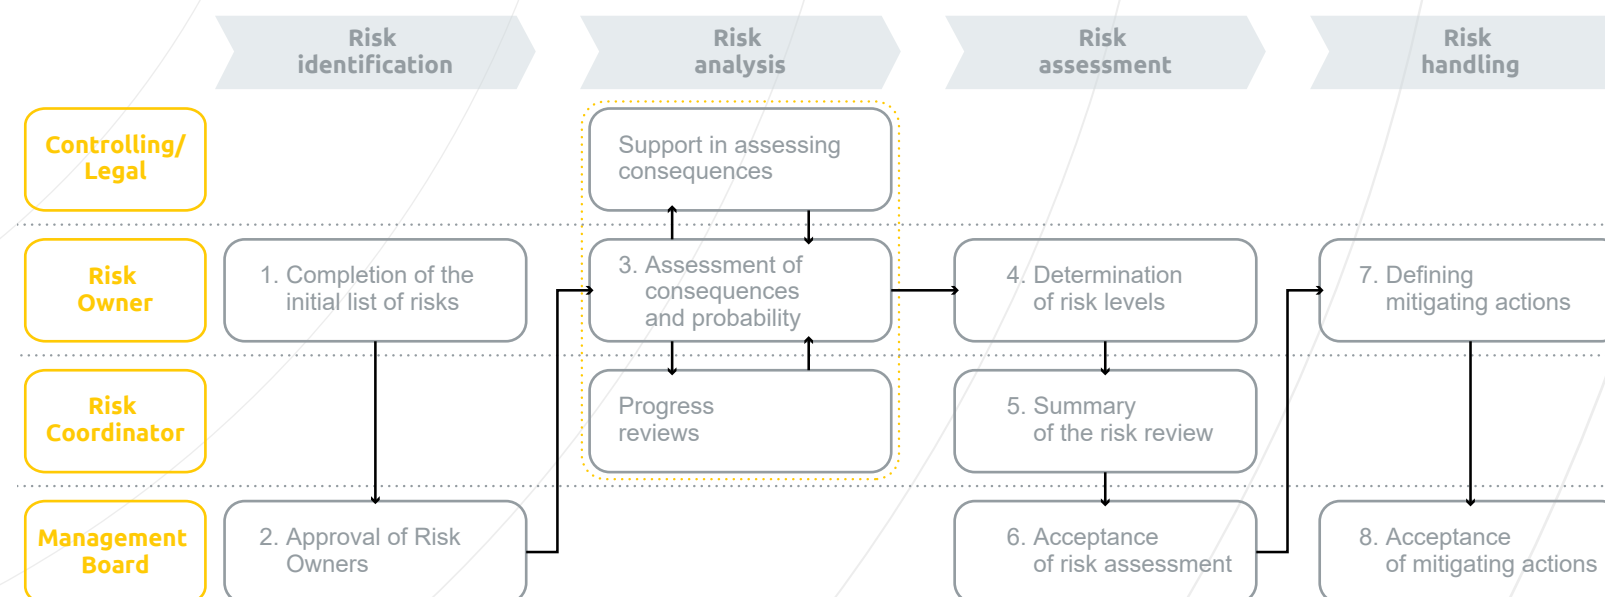 Risk
identification
Risk
analysis
Risk
assessment
Risk
handling
Controlling/
Legal
Support in assessing
consequences
Risk
Owner
1. Completion of the
initial list of risks
3. Assessment of
consequences
and probability
4. Determination
of risk levels
7. Defining
mitigating actions
Risk
Coordinator
Progress
reviews
5. Summary
of the risk review
Management
Board
2. Approval of Risk
Owners
6. Acceptance
of risk assessment
8. Acceptance
of mitigating actions